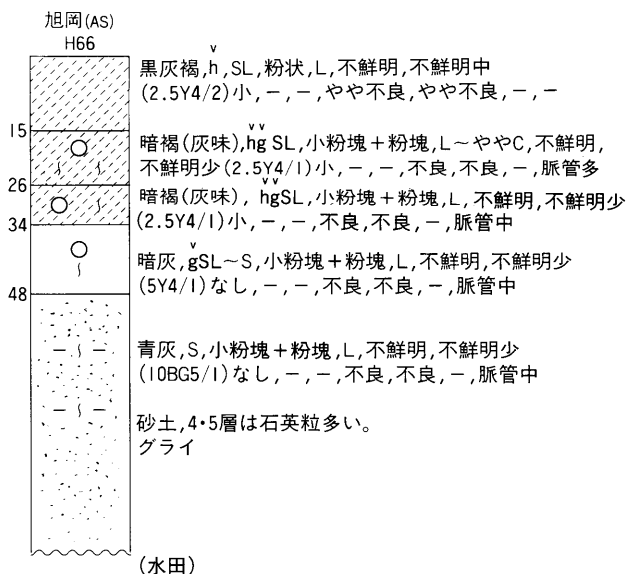 旭岡(AS)
H66
黒灰褐,h̆,SL,粉状,L,不鮮明,不鮮明中
(2.5Y4/2)小,−,−,やや不良,やや不良,−,−
15
暗褐(灰味),h̆ğ SL,小粉塊+粉塊,L〜ややC,不鮮明,
不鮮明少(2.5Y4/1)小,−,−,不良,不良,−,脈管多
26
暗褐(灰味),h̆ğSL,小粉塊+粉塊,L,不鮮明,不鮮明少
(2.5Y4/1)小,−,−,不良,不良,−,脈管中
34
暗灰,ğSL〜S,小粉塊+粉塊,L,不鮮明,不鮮明少
(5Y4/1)なし,−,−,不良,不良,−,脈管中
48
青灰,S,小粉塊+粉塊,L,不鮮明,不鮮明少
(10BG5/1)なし,−,−,不良,不良,−,脈管中
砂土,4・5層は石英粒多い。
グライ
(水田)